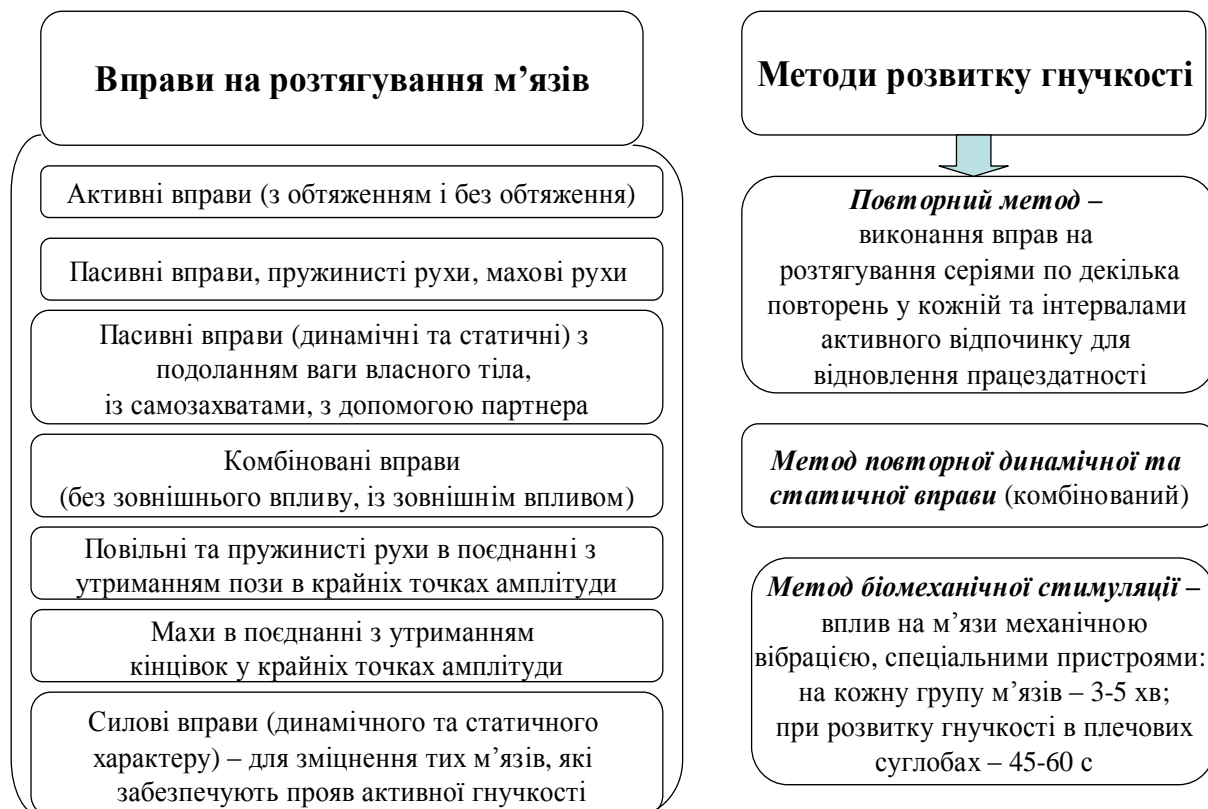 Вправи на розтягування м’язів
Активні вправи (з обтяженням і без обтяження)
Пасивні вправи, пружинисті рухи, махові рухи
Пасивні вправи (динамічні та статичні) з
подоланням ваги власного тіла,
із самозахватами, з допомогою партнера
Комбіновані вправи
(без зовнішнього впливу, із зовнішнім впливом)
Повільні та пружинисті рухи в поєднанні з
утриманням пози в крайніх точках амплітуди
Махи в поєднанні з утриманням
кінцівок у крайніх точках амплітуди
Силові вправи (динамічного та статичного
характеру) – для зміцнення тих м’язів, які
забезпечують прояв активної гнучкості
Методи розвитку гнучкості
Повторний метод –
виконання вправ на
розтягування серіями по декілька
повторень у кожній та інтервалами
активного відпочинку для
відновлення працездатності
Метод повторної динамічної та
статичної вправи (комбінований)
Метод біомеханічної стимуляції –
вплив на м’язи механічною
вібрацією, спеціальними пристроями:
на кожну групу м’язів – 3-5 хв;
при розвитку гнучкості в плечових
суглобах – 45-60 с